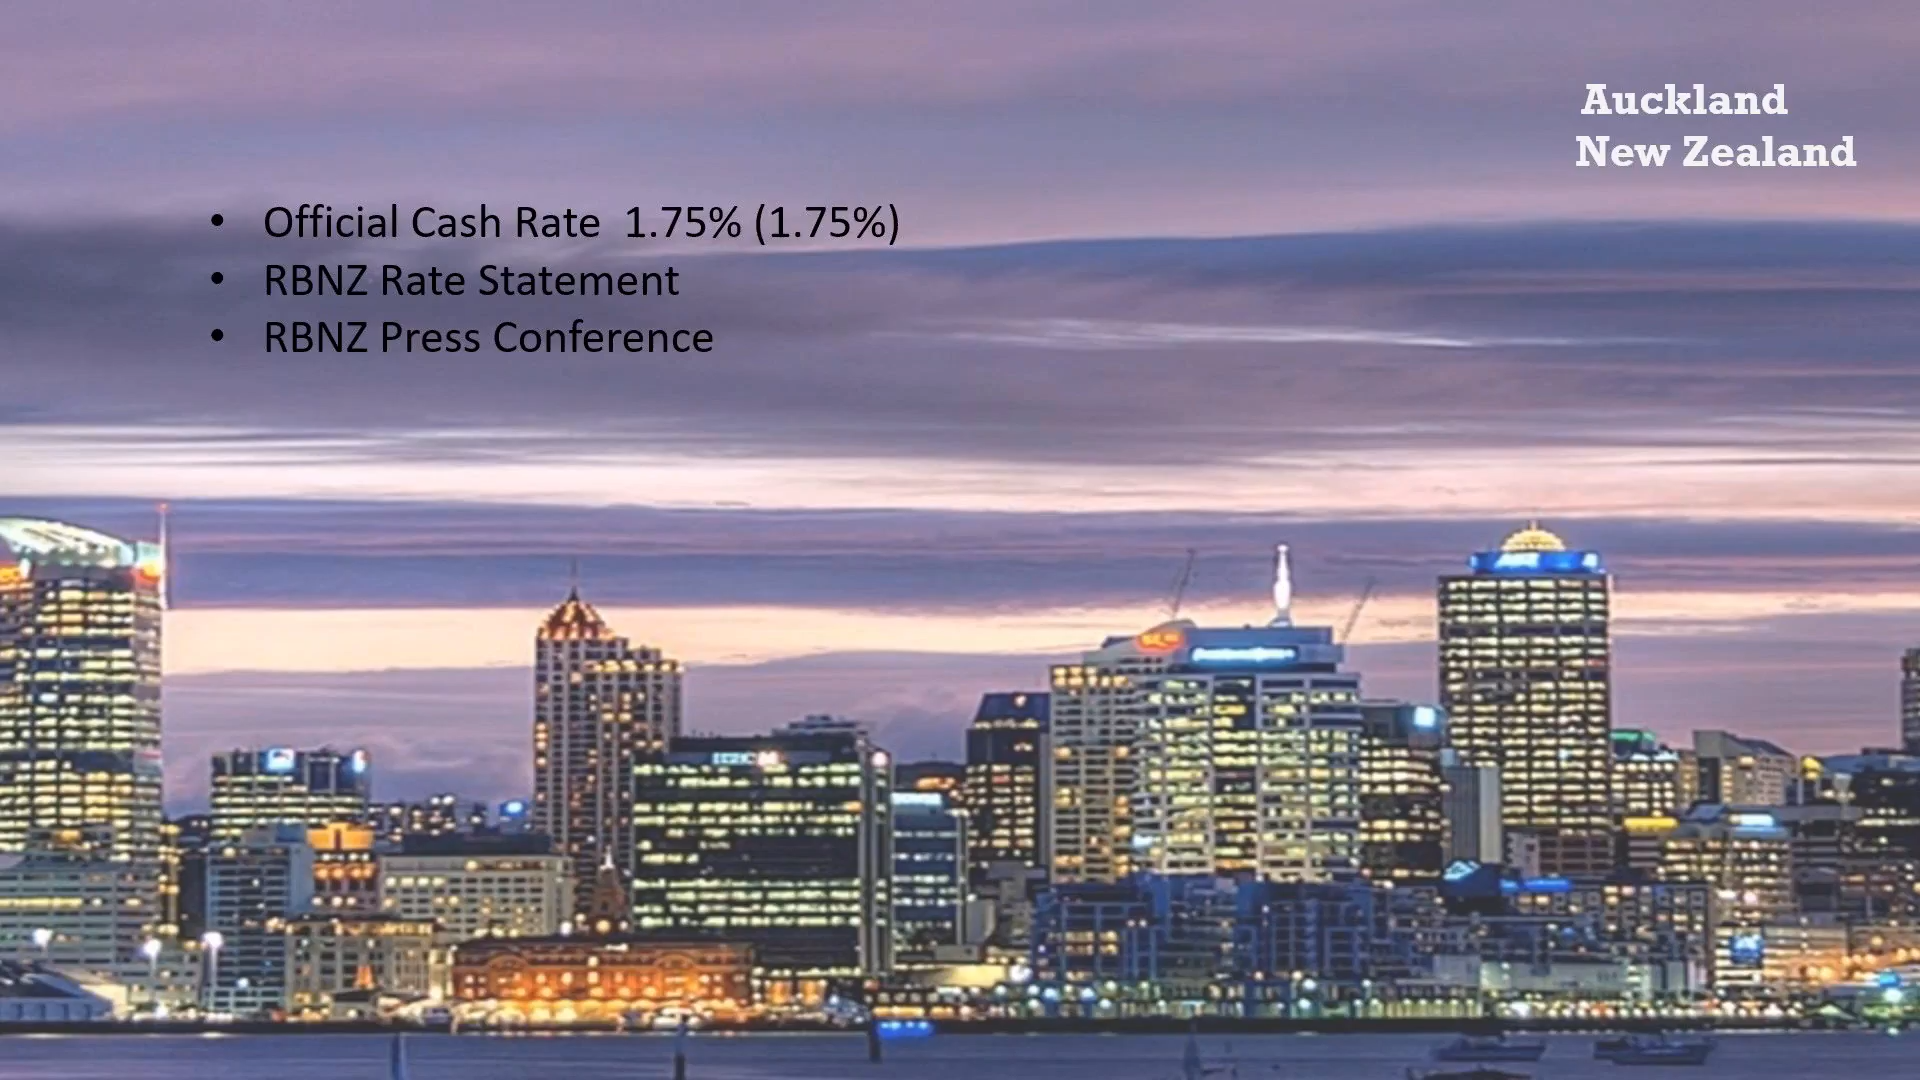 Auckland
New Zealand
• Official Cash Rate 1.75% (1.75%)
• RBNZ Rate Statement
• RBNZ Press Conference